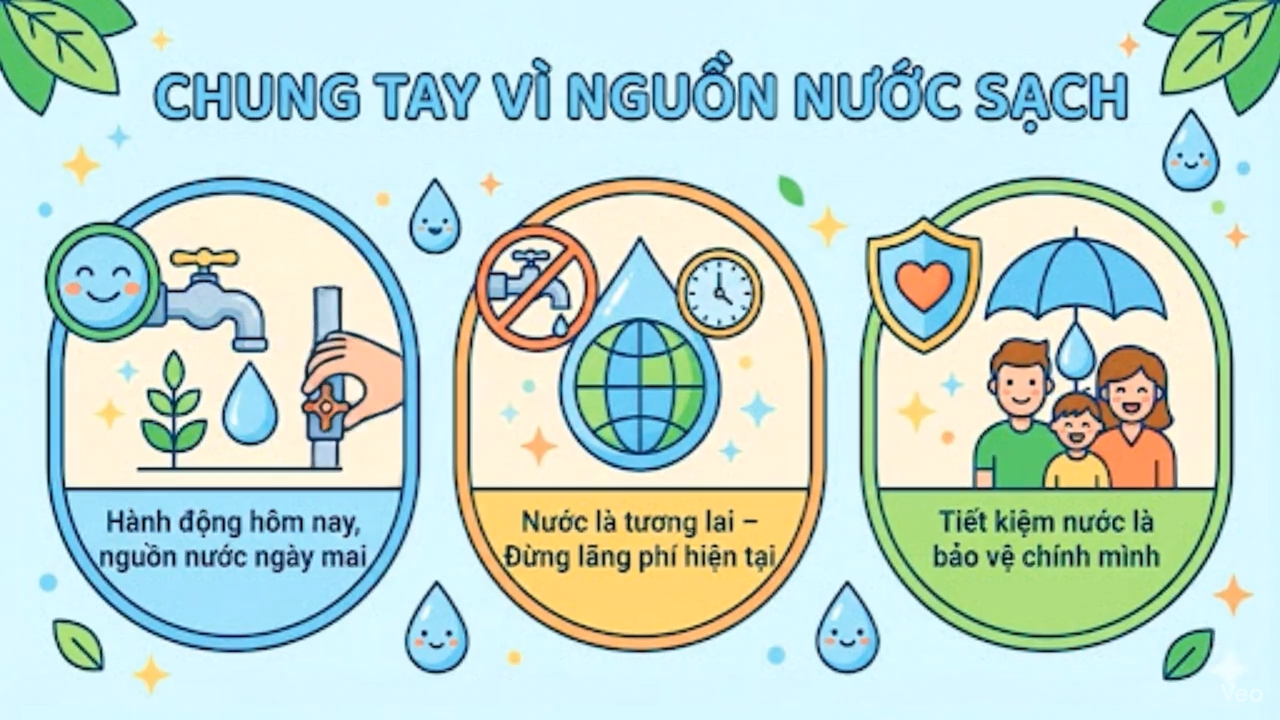 CHUNG TAY VÌ NGUỒN NƯỚC SẠCH
Hành động hôm nay,
nguồn nước ngày mai
Nước là tương lai –
Đừng lãng phí hiện tại
Tiết kiệm nước là
bảo vệ chính mình
Veo